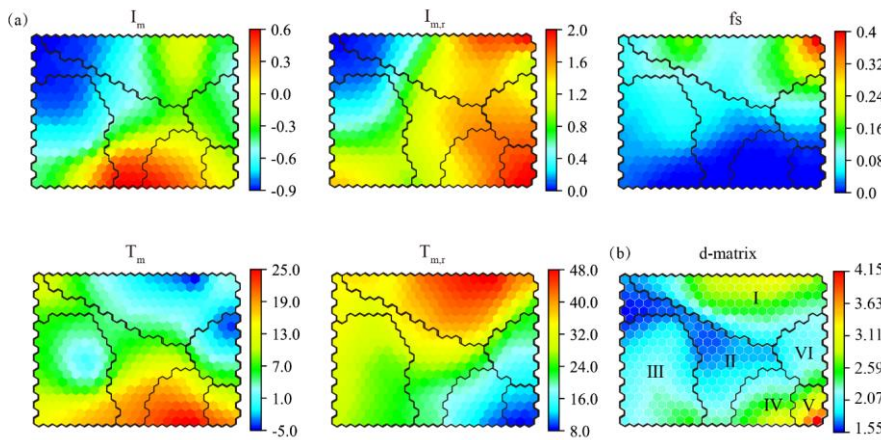 (a)
I_m
I_m,r
fs
0.6
0.3
0.0
-0.3
-0.6
-0.9
2.0
1.6
1.2
0.8
0.4
0.0
0.4
0.32
0.24
0.16
0.08
0.0
T_m
T_m,r
(b)
d-matrix
25.0
19.0
13.0
7.0
1.0
-5.0
48.0
40.0
32.0
24.0
16.0
8.0
4.15
3.63
3.11
2.59
2.07
1.55
I
II
III
VI
IV
V